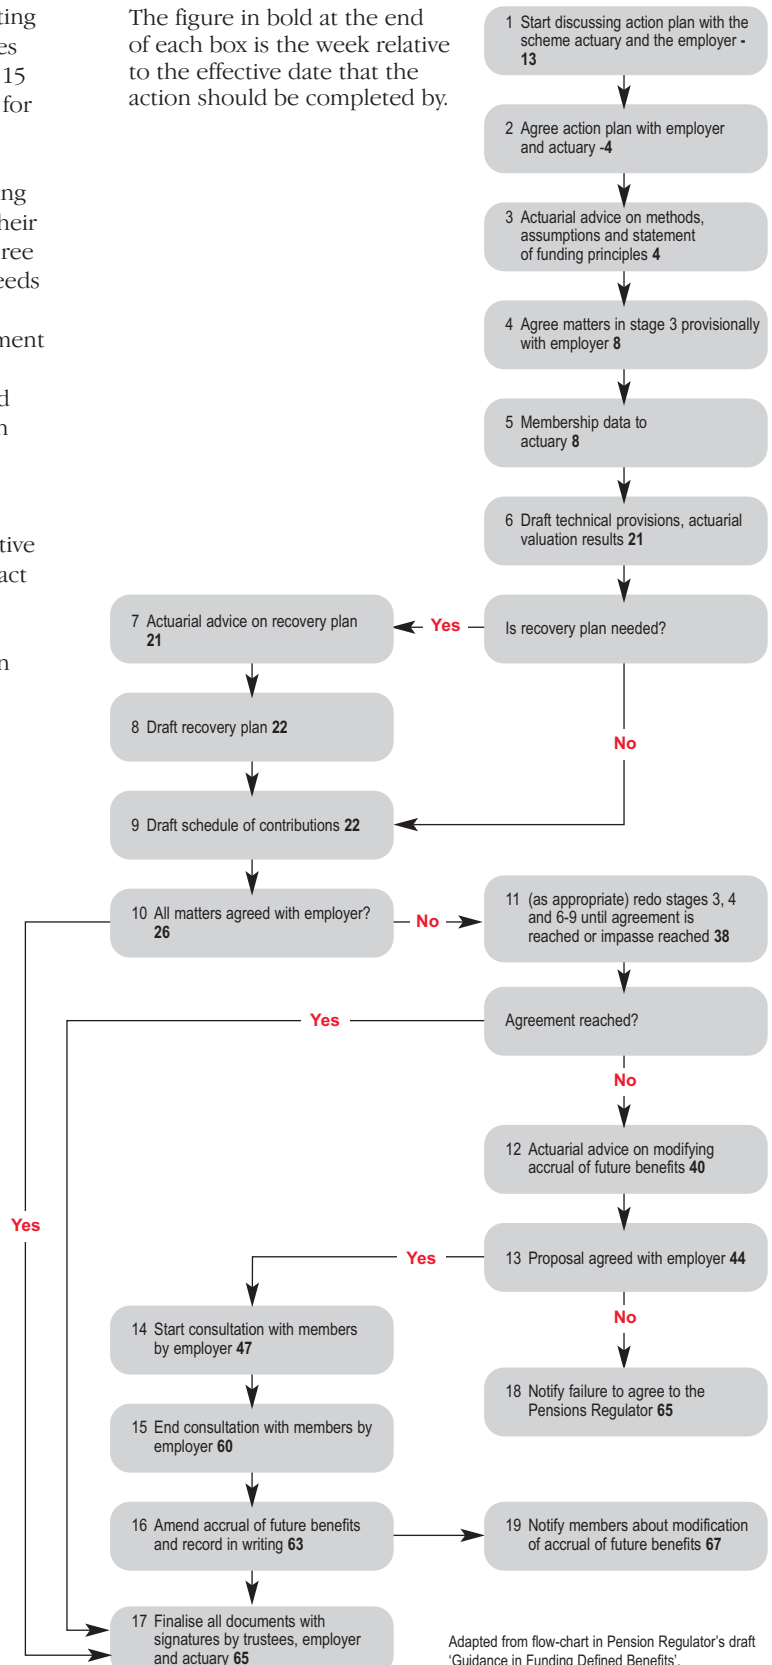 ting
es
15
for
ng
heir
ree
eeds
ment
d
n
tive
act
n
The figure in bold at the end
of each box is the week relative
to the effective date that the
action should be completed by.
1 Start discussing action plan with the
scheme actuary and the employer -
13
2 Agree action plan with employer
and actuary -4
3 Actuarial advice on methods,
assumptions and statement
of funding principles 4
4 Agree matters in stage 3 provisionally
with employer 8
5 Membership data to
actuary 8
6 Draft technical provisions, actuarial
valuation results 21
Is recovery plan needed?
Yes
7 Actuarial advice on recovery plan
21
8 Draft recovery plan 22
No
9 Draft schedule of contributions 22
10 All matters agreed with employer?
26
No
11 (as appropriate) redo stages 3, 4
and 6-9 until agreement is
reached or impasse reached 38
Yes
Agreement reached?
No
12 Actuarial advice on modifying
accrual of future benefits 40
Yes
Yes
13 Proposal agreed with employer 44
No
14 Start consultation with members
by employer 47
18 Notify failure to agree to the
Pensions Regulator 65
15 End consultation with members by
employer 60
16 Amend accrual of future benefits
and record in writing 63
19 Notify members about modification
of accrual of future benefits 67
17 Finalise all documents with
signatures by trustees, employer
and actuary 65
Adapted from flow-chart in Pension Regulator's draft
'Guidance in Funding Defined Benefits'.